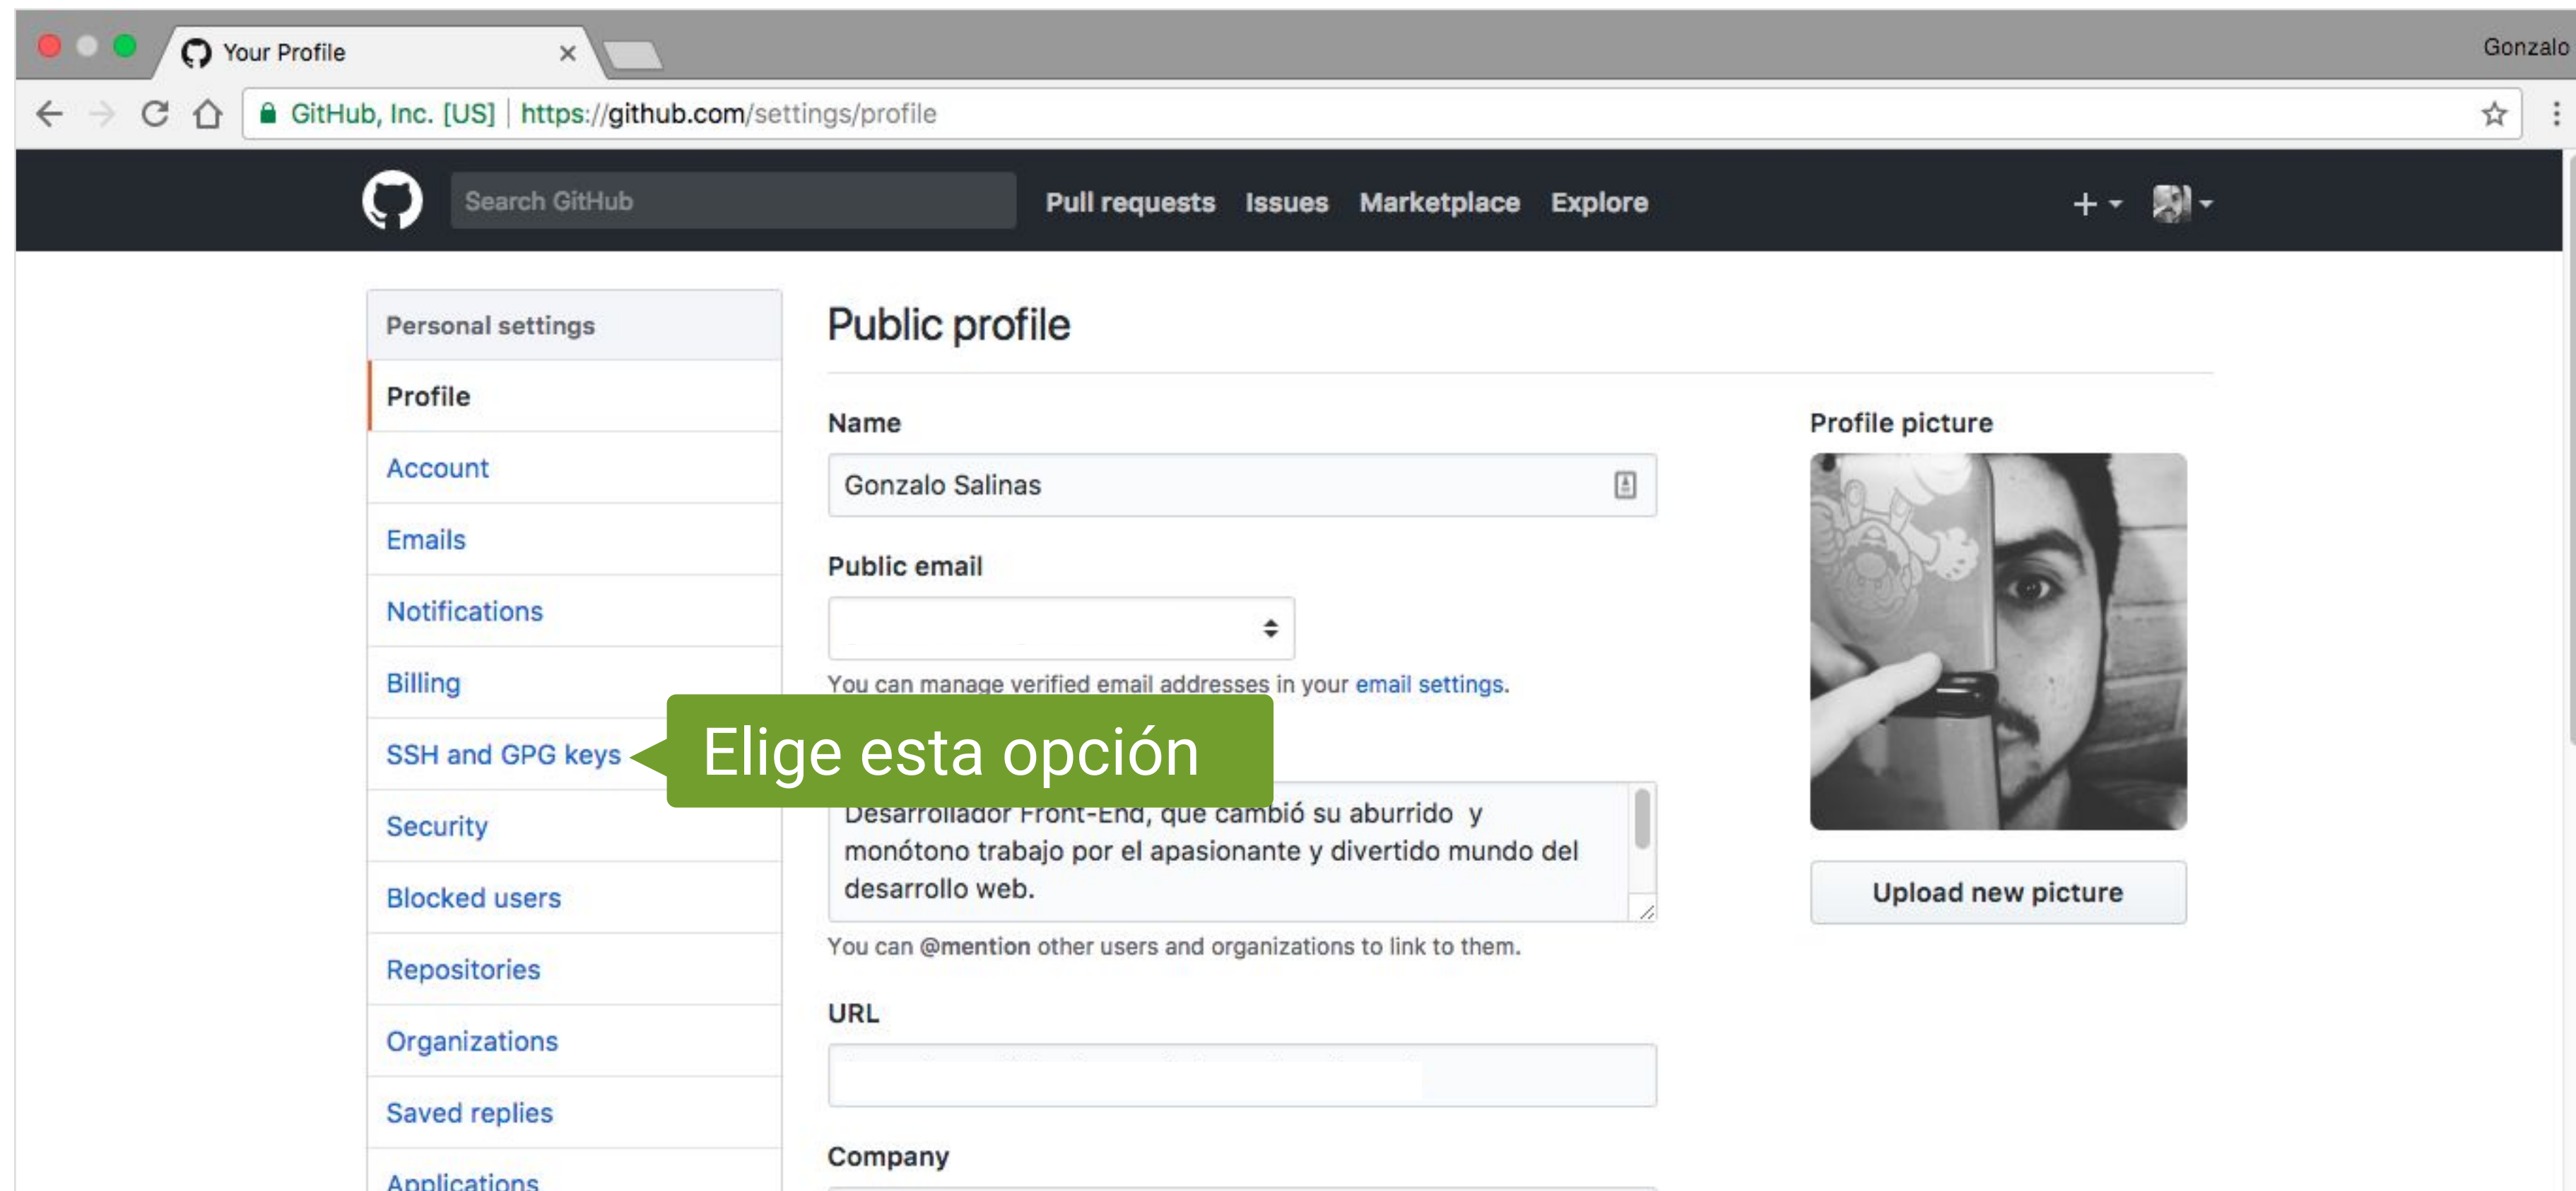 Your Profile
Gonzalo
GitHub, Inc. [US] | https://github.com/settings/profile
Search GitHub
Pull requests Issues Marketplace Explore
Personal settings
Profile
Account
Emails
Notifications
Billing
SSH and GPG keys
Security
Blocked users
Repositories
Organizations
Saved replies
Applications
Public profile
Name
Gonzalo Salinas
Public email
You can manage verified email addresses in your email settings.
Elige esta opción
Desarrollador Front-End, que cambió su aburrido y
monótono trabajo por el apasionante y divertido mundo del
desarrollo web.
You can @mention other users and organizations to link to them.
URL
Company
Profile picture
Upload new picture